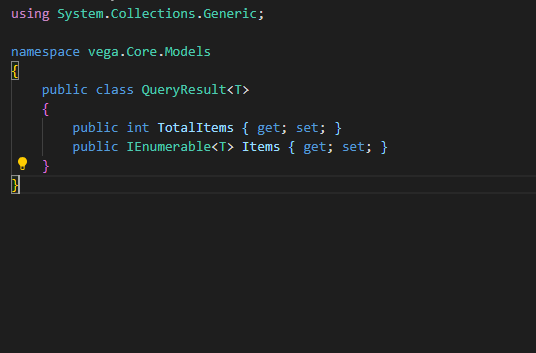 using System.Collections.Generic;
namespace vega.Core.Models
{
public class QueryResult<T>
{
public int TotalItems { get; set; }
public IEnumerable<T> Items { get; set; }
}
}